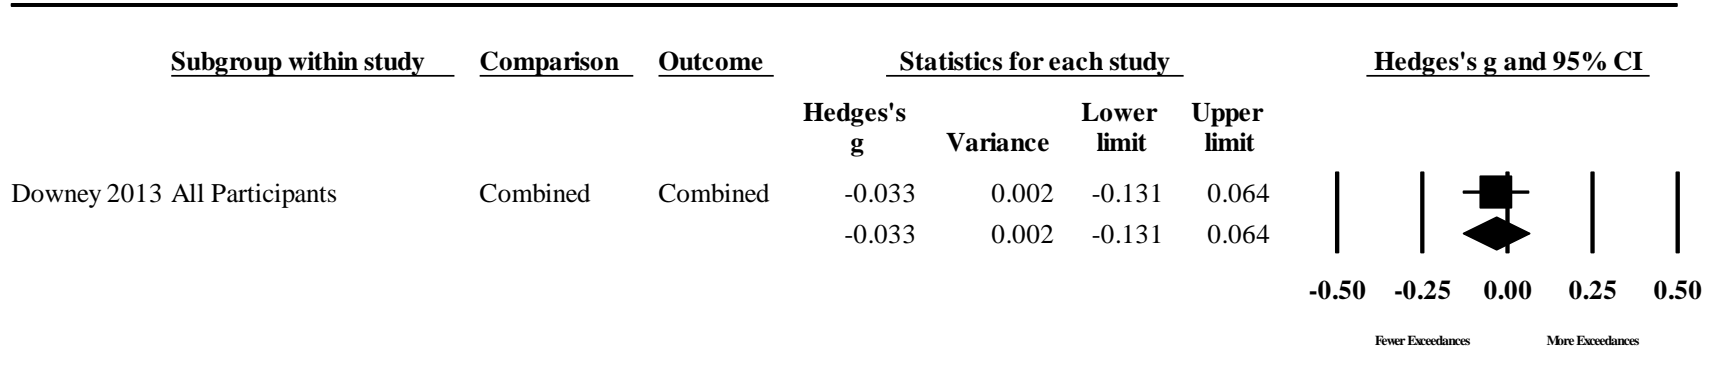 Subgroup within study Comparison Outcome Statistics for each study Hedges's g and 95% CI
Hedges's Lower Upper
g Variance limit limit
Downey 2013 All Participants Combined Combined -0.033 0.002 -0.131 0.064
-0.033 0.002 -0.131 0.064
-0.50 -0.25 0.00 0.25 0.50
Fewer Exceedances More Exceedances